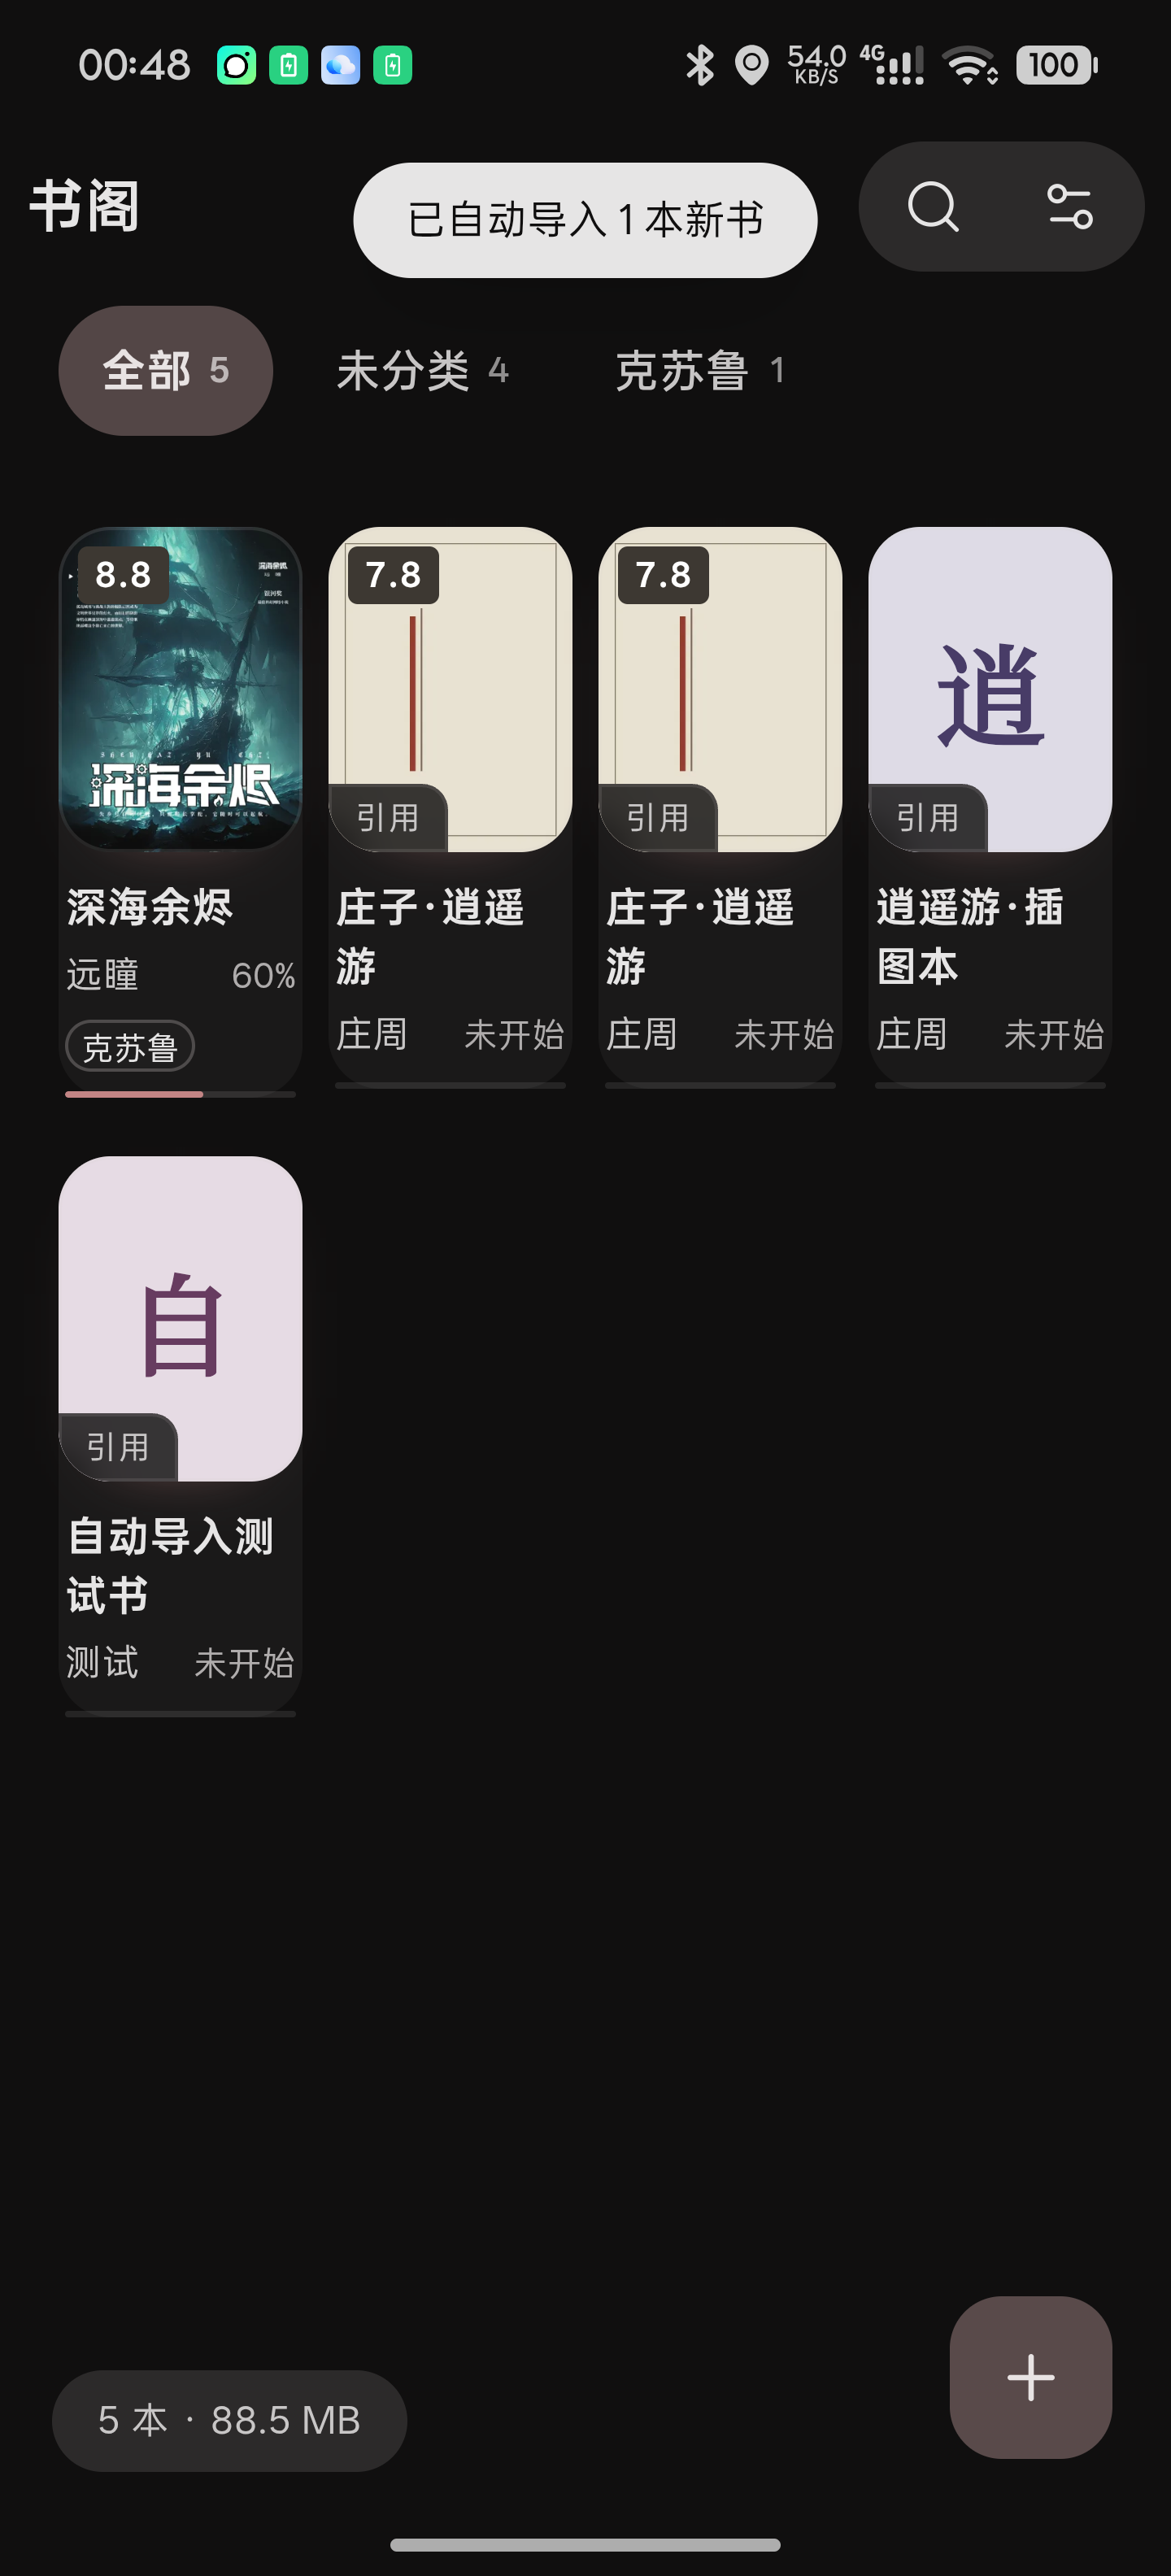 00:48
54.0
KB/S
4G
100
书阁
已自动导入 1 本新书
全部 5
未分类 4
克苏鲁 1
8.8
深海余烬
深海余烬
远瞳
60%
克苏鲁
7.8
引用
庄子·逍遥
游
庄周
未开始
7.8
引用
庄子·逍遥
游
庄周
未开始
逍
引用
逍遥游·插
图本
庄周
未开始
自
引用
自动导入测
试书
测试
未开始
5 本 · 88.5 MB